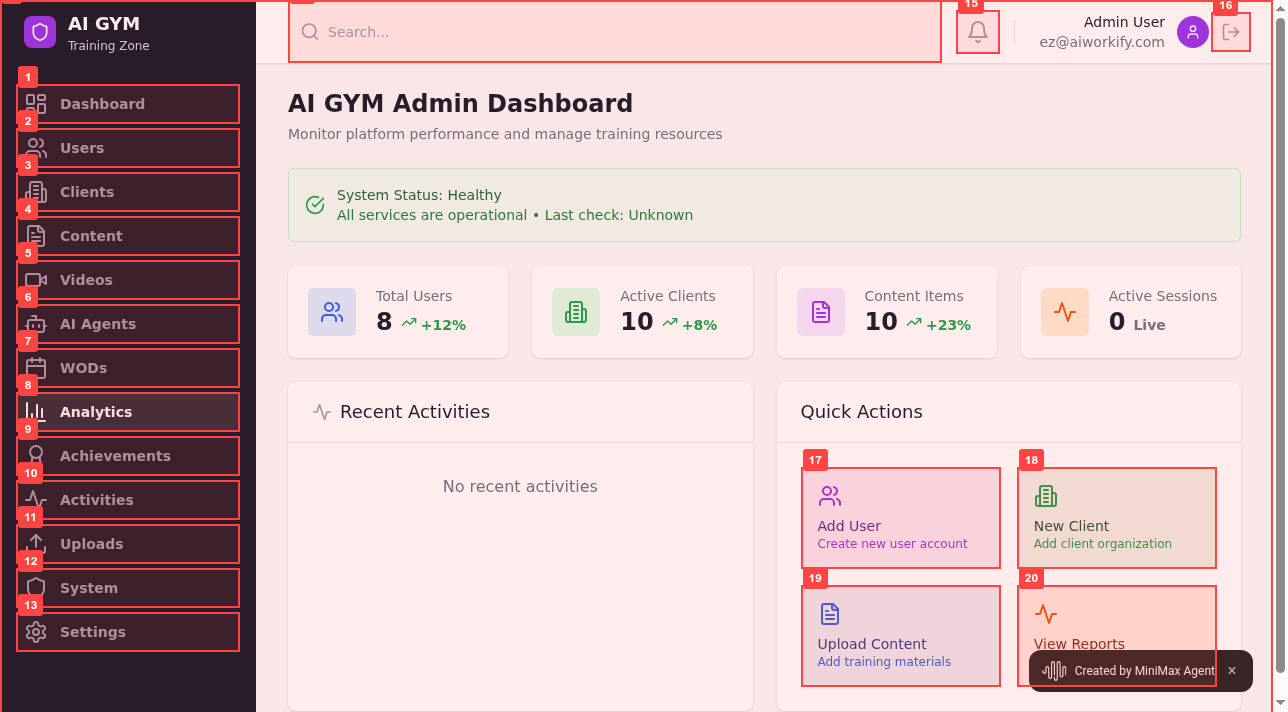 AI GYM
Training Zone
1
Dashboard
2
Users
3
Clients
4
Content
5
Videos
6
AI Agents
7
WODs
8
Analytics
9
Achievements
10
Activities
11
Uploads
12
System
13
Settings
Search...
15
Admin User
ez@aiworkify.com
16
AI GYM Admin Dashboard
Monitor platform performance and manage training resources
System Status: Healthy
All services are operational • Last check: Unknown
Total Users
8 +12%
Active Clients
10 +8%
Content Items
10 +23%
Active Sessions
0 Live
Recent Activities
No recent activities
Quick Actions
17
Add User
Create new user account
18
New Client
Add client organization
19
Upload Content
Add training materials
20
View Reports
Created by MiniMax Agent ×